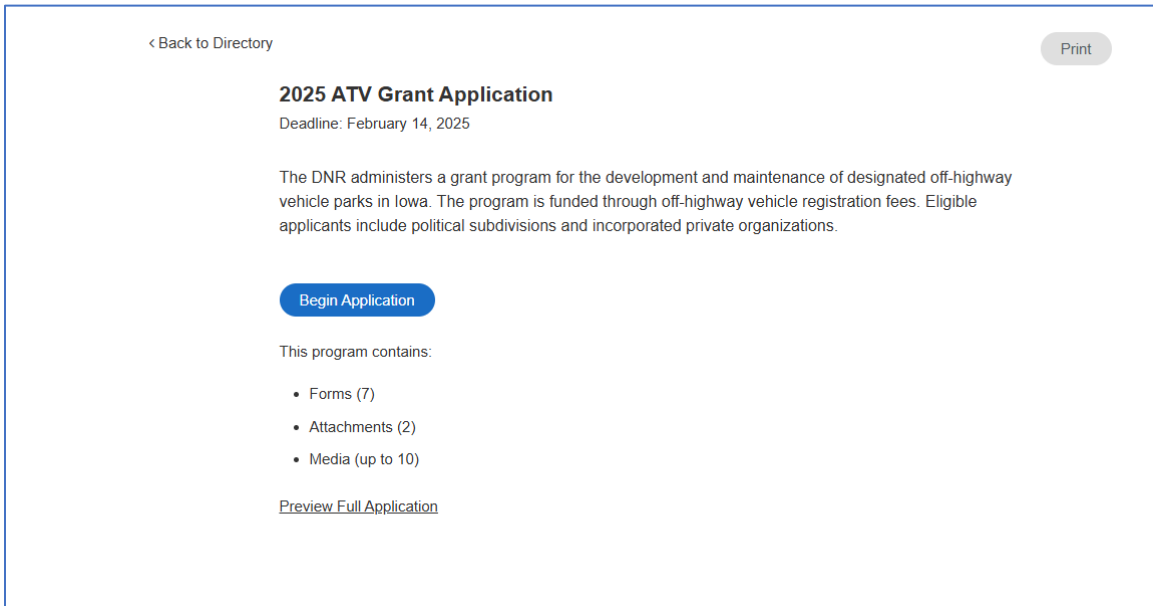 < Back to Directory
Print
2025 ATV Grant Application
Deadline: February 14, 2025
The DNR administers a grant program for the development and maintenance of designated off-highway
vehicle parks in Iowa. The program is funded through off-highway vehicle registration fees. Eligible
applicants include political subdivisions and incorporated private organizations.
Begin Application
This program contains:
• Forms (7)
• Attachments (2)
• Media (up to 10)
Preview Full Application